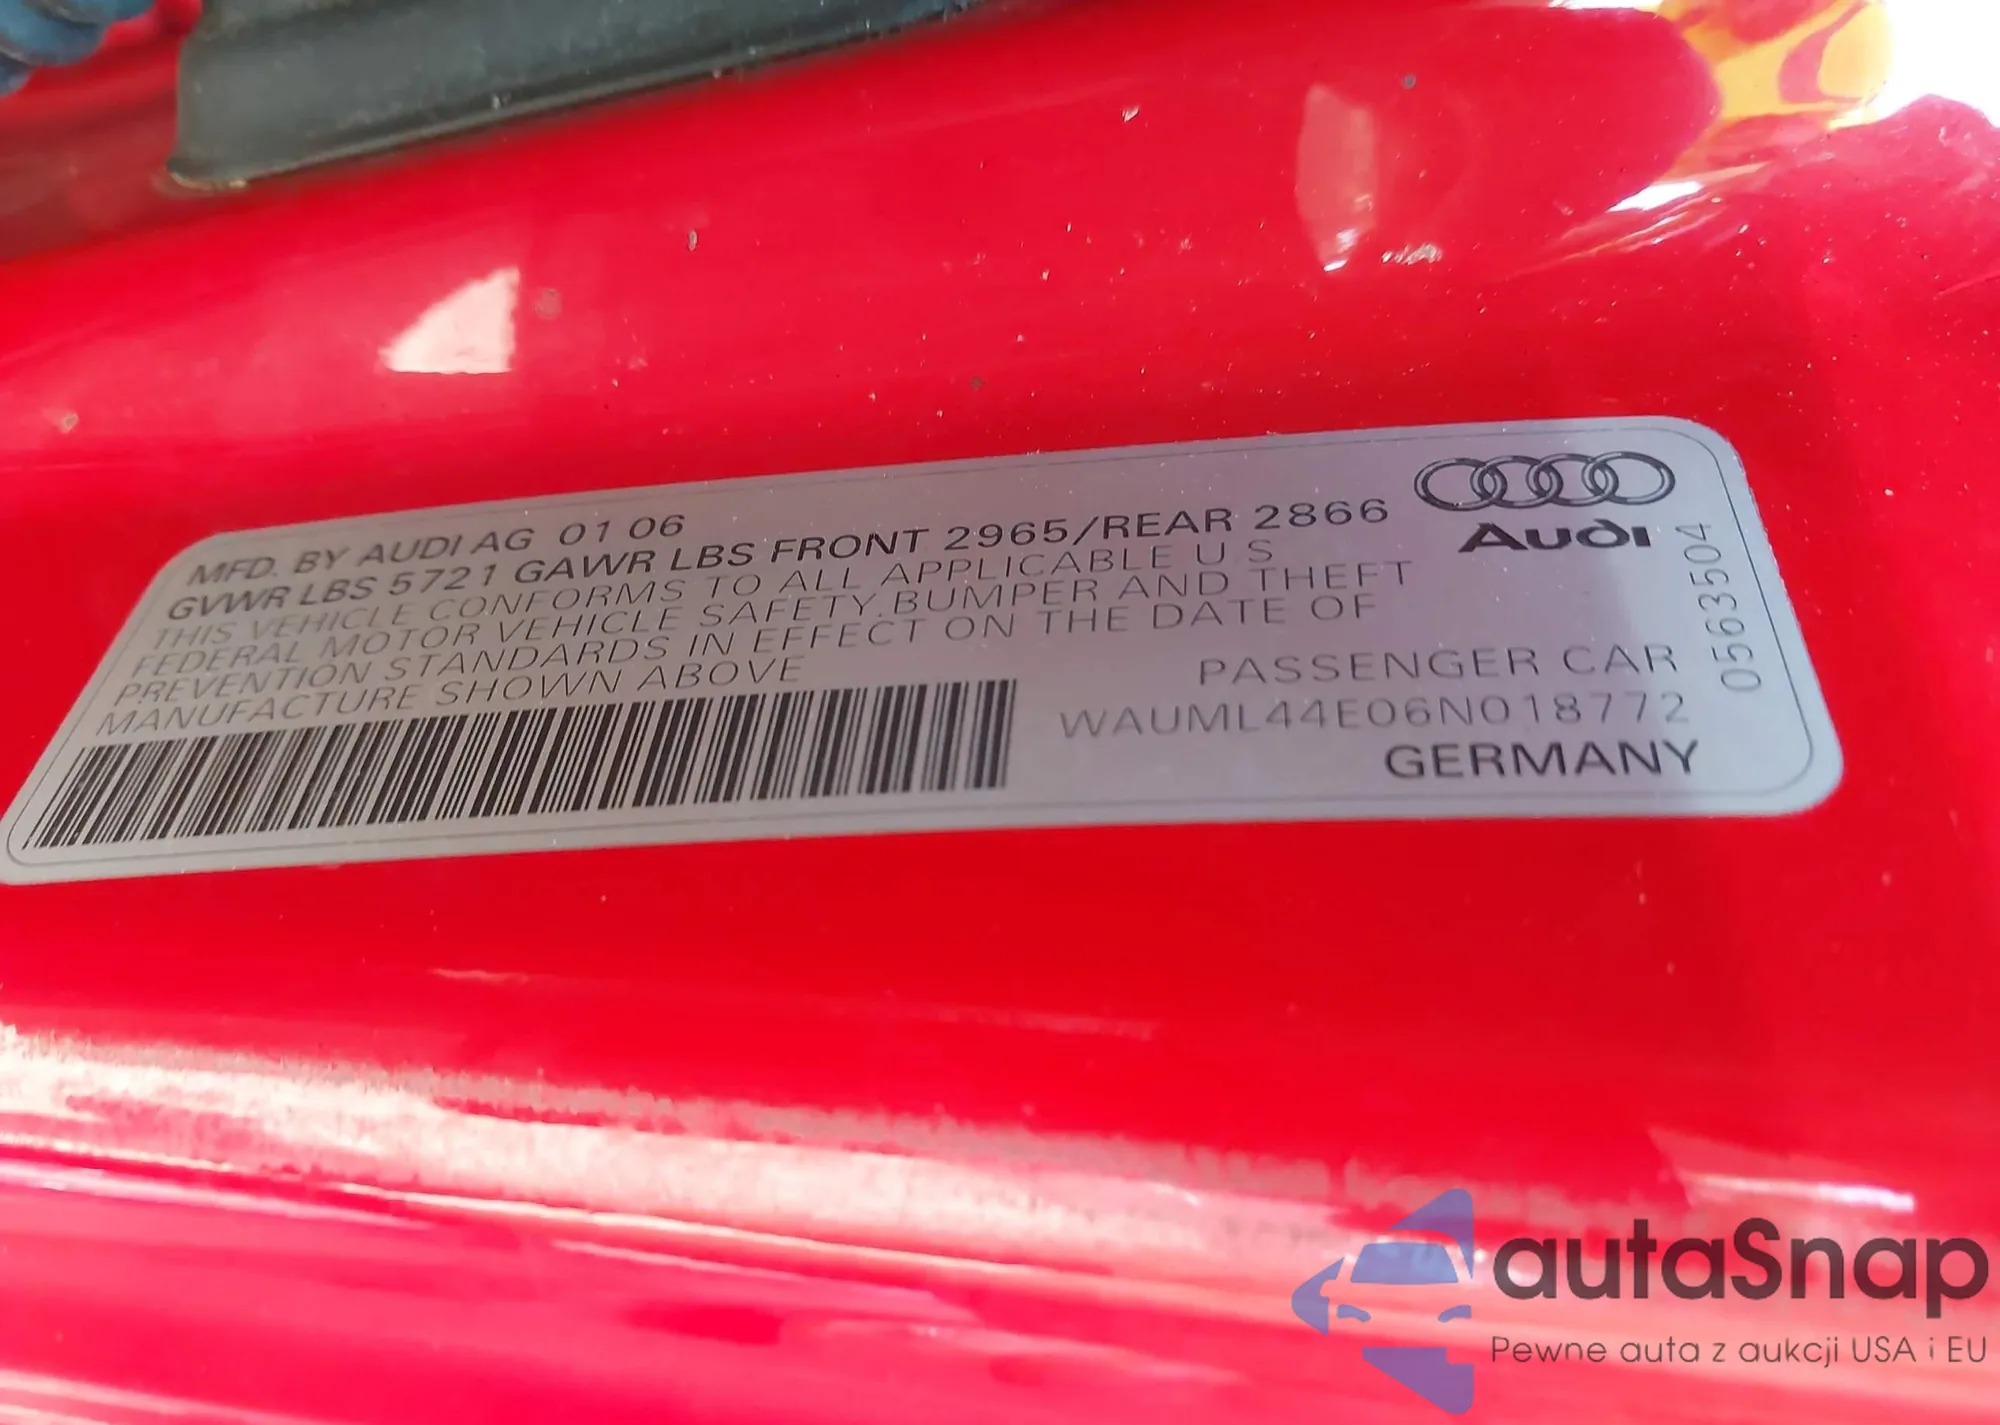 MFD. BY AUDI AG 01 06
GVWR LBS 5721 GAWR LBS FRONT 2965/REAR 2866
THIS VEHICLE CONFORMS TO ALL APPLICABLE U S
FEDERAL MOTOR VEHICLE SAFETY. BUMPER AND THEFT
PREVENTION STANDARDS IN EFFECT ON THE DATE OF
MANUFACTURE SHOWN ABOVE
Audi
0563504
PASSENGER CAR
WAUML44E06N018772
GERMANY
autaSnap
Pewne auta z aukcji USA i EU